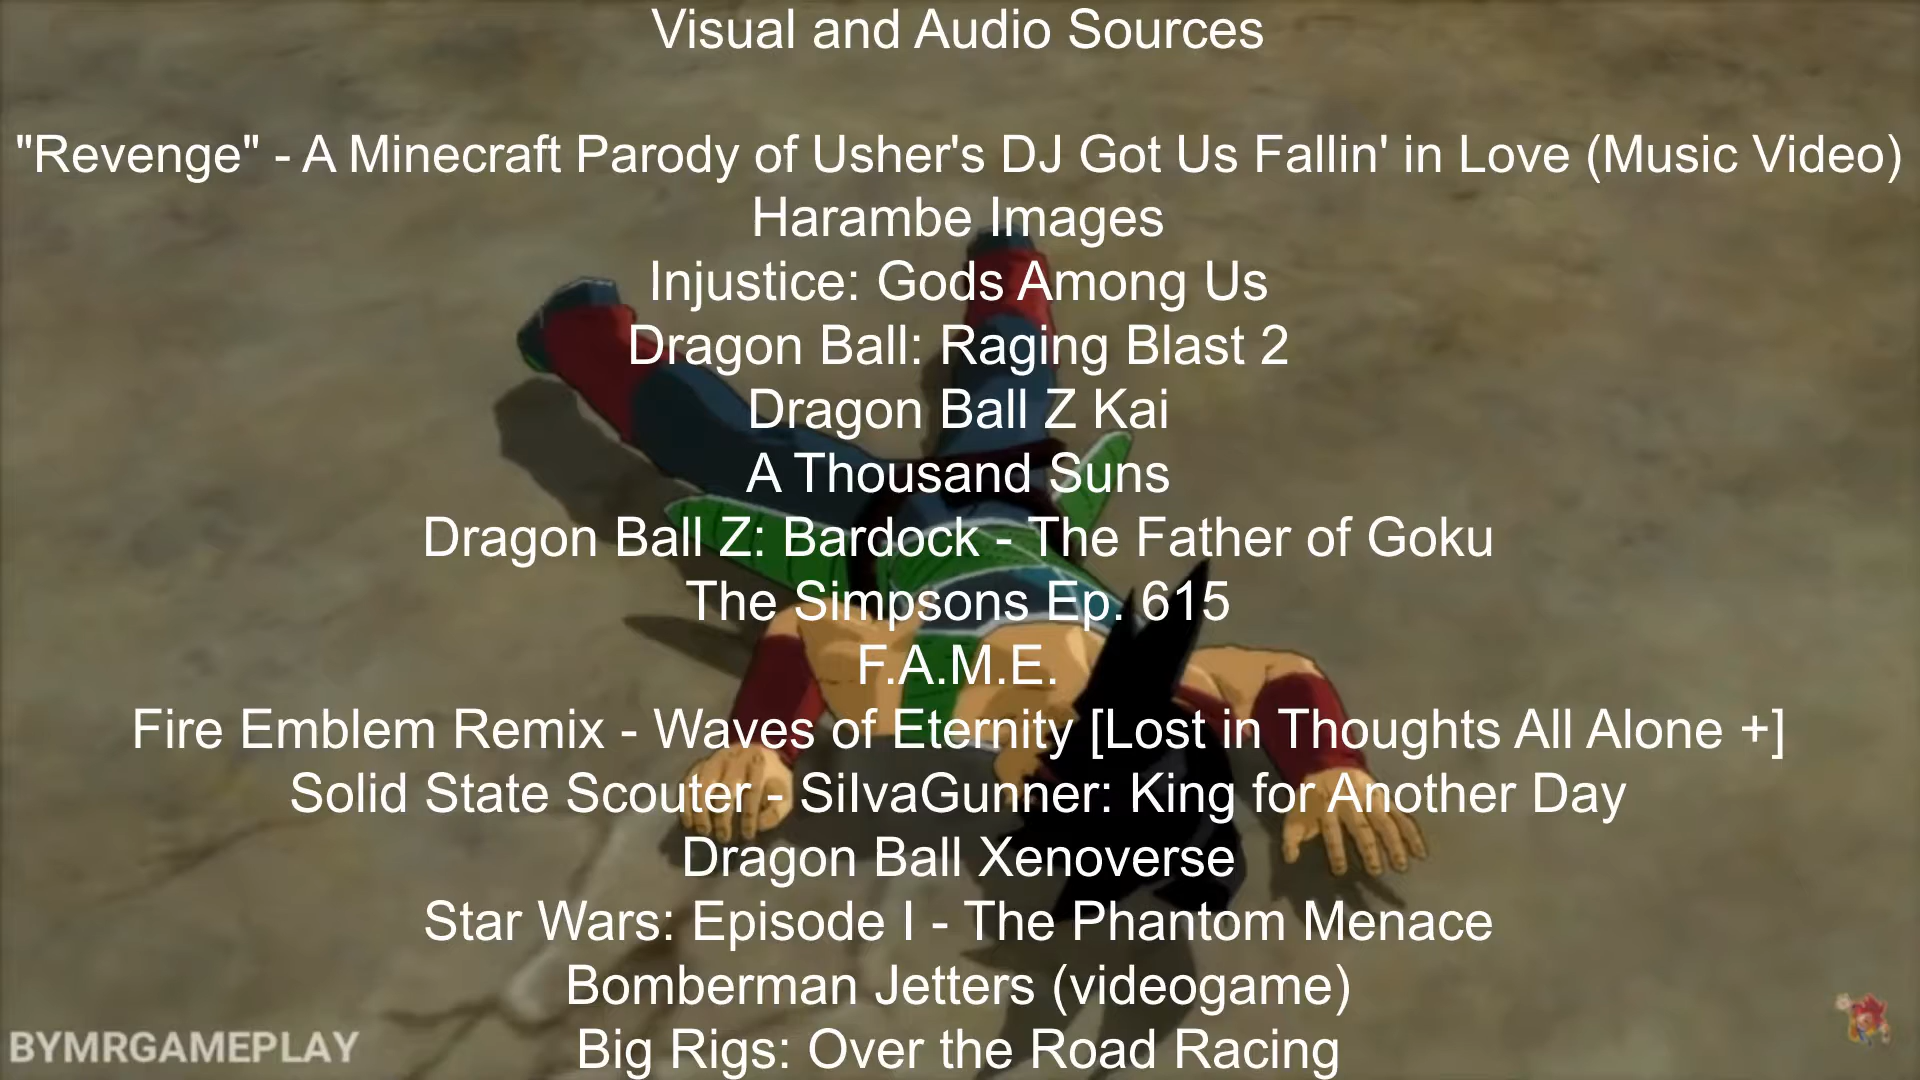 Visual and Audio Sources
"Revenge" - A Minecraft Parody of Usher's DJ Got Us Fallin' in Love (Music Video)
Harambe Images
Injustice: Gods Among Us
Dragon Ball: Raging Blast 2
Dragon Ball Z Kai
A Thousand Suns
Dragon Ball Z: Bardock - The Father of Goku
The Simpsons Ep. 615
F.A.M.E.
Fire Emblem Remix - Waves of Eternity [Lost in Thoughts All Alone +]
Solid State Scouter - SilvaGunner: King for Another Day
Dragon Ball Xenoverse
Star Wars: Episode I - The Phantom Menace
Bomberman Jetters (videogame)
Big Rigs: Over the Road Racing
BYMRGAMEPLAY